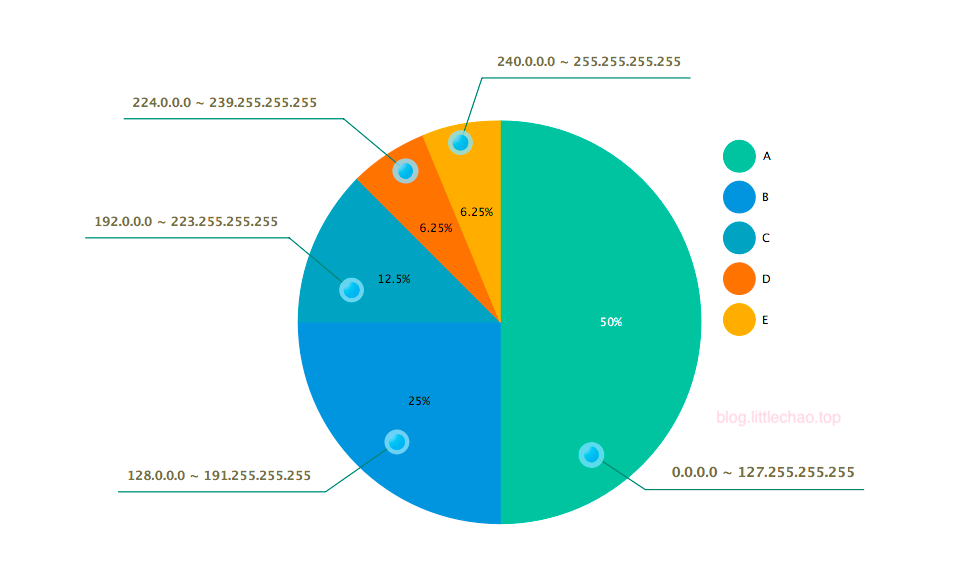 240.0.0.0 ~ 255.255.255.255
224.0.0.0 ~ 239.255.255.255
A
B
192.0.0.0 ~ 223.255.255.255
6.25%
6.25%
C
12.5%
D
50%
E
25%
blog.littlechao.top
128.0.0.0 ~ 191.255.255.255
0.0.0.0 ~ 127.255.255.255